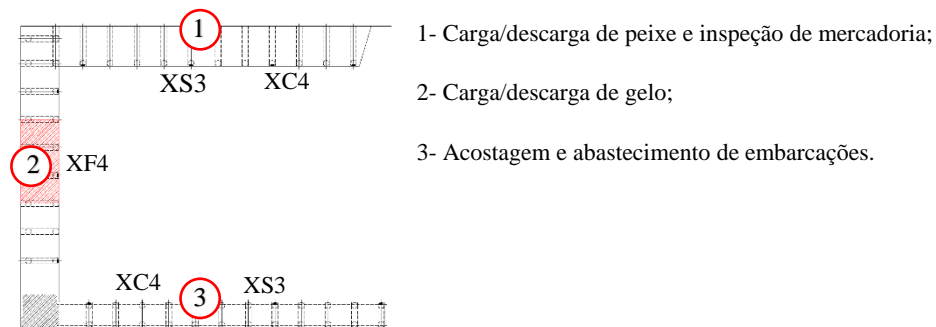 1
1- Carga/descarga de peixe e inspeção de mercadoria;
XS3 XC4
2- Carga/descarga de gelo;
2 XF4
3- Acostagem e abastecimento de embarcações.
XC4 3 XS3